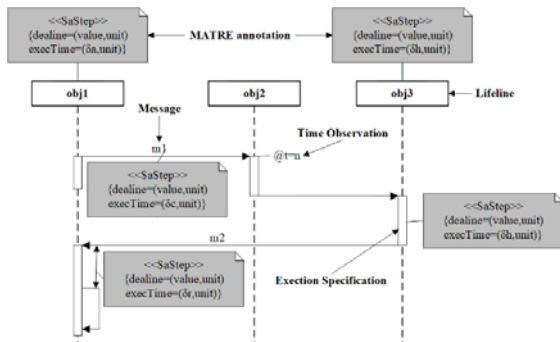 <<SaStep>>
{dealine=(value,unit)
execTime=(δa,unit)}
MATRE annotation
<<SaStep>>
{dealine=(value,unit)
execTime=(δh,unit)}
obj1
obj2
obj3
Lifeline
Message
Time Observation
m1
@t=n
<<SaStep>>
{dealine=(value,unit)
execTime=(δc,unit)}
<<SaStep>>
{dealine=(value,unit)
execTime=(δh,unit)}
m2
<<SaStep>>
{dealine=(value,unit)
execTime=(δr,unit)}
Exection Specification